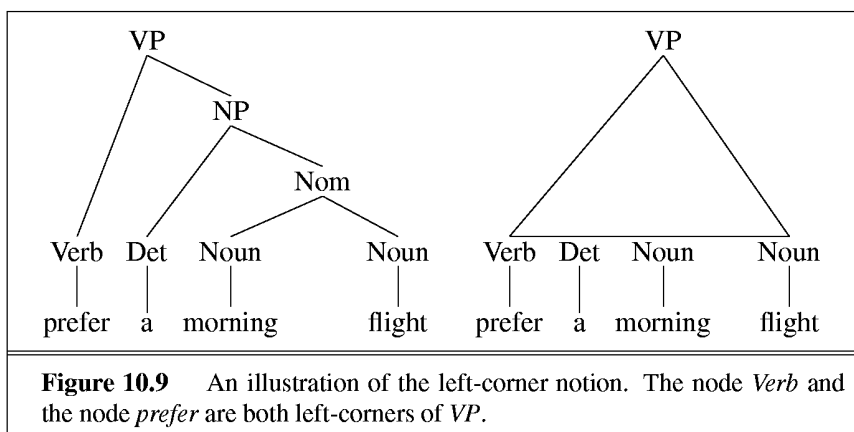 VP VP
NP
Nom
Verb Det Noun Noun Verb Det Noun Noun
prefer a morning flight prefer a morning flight
Figure 10.9 An illustration of the left-corner notion. The node Verb and
the node prefer are both left-corners of VP.